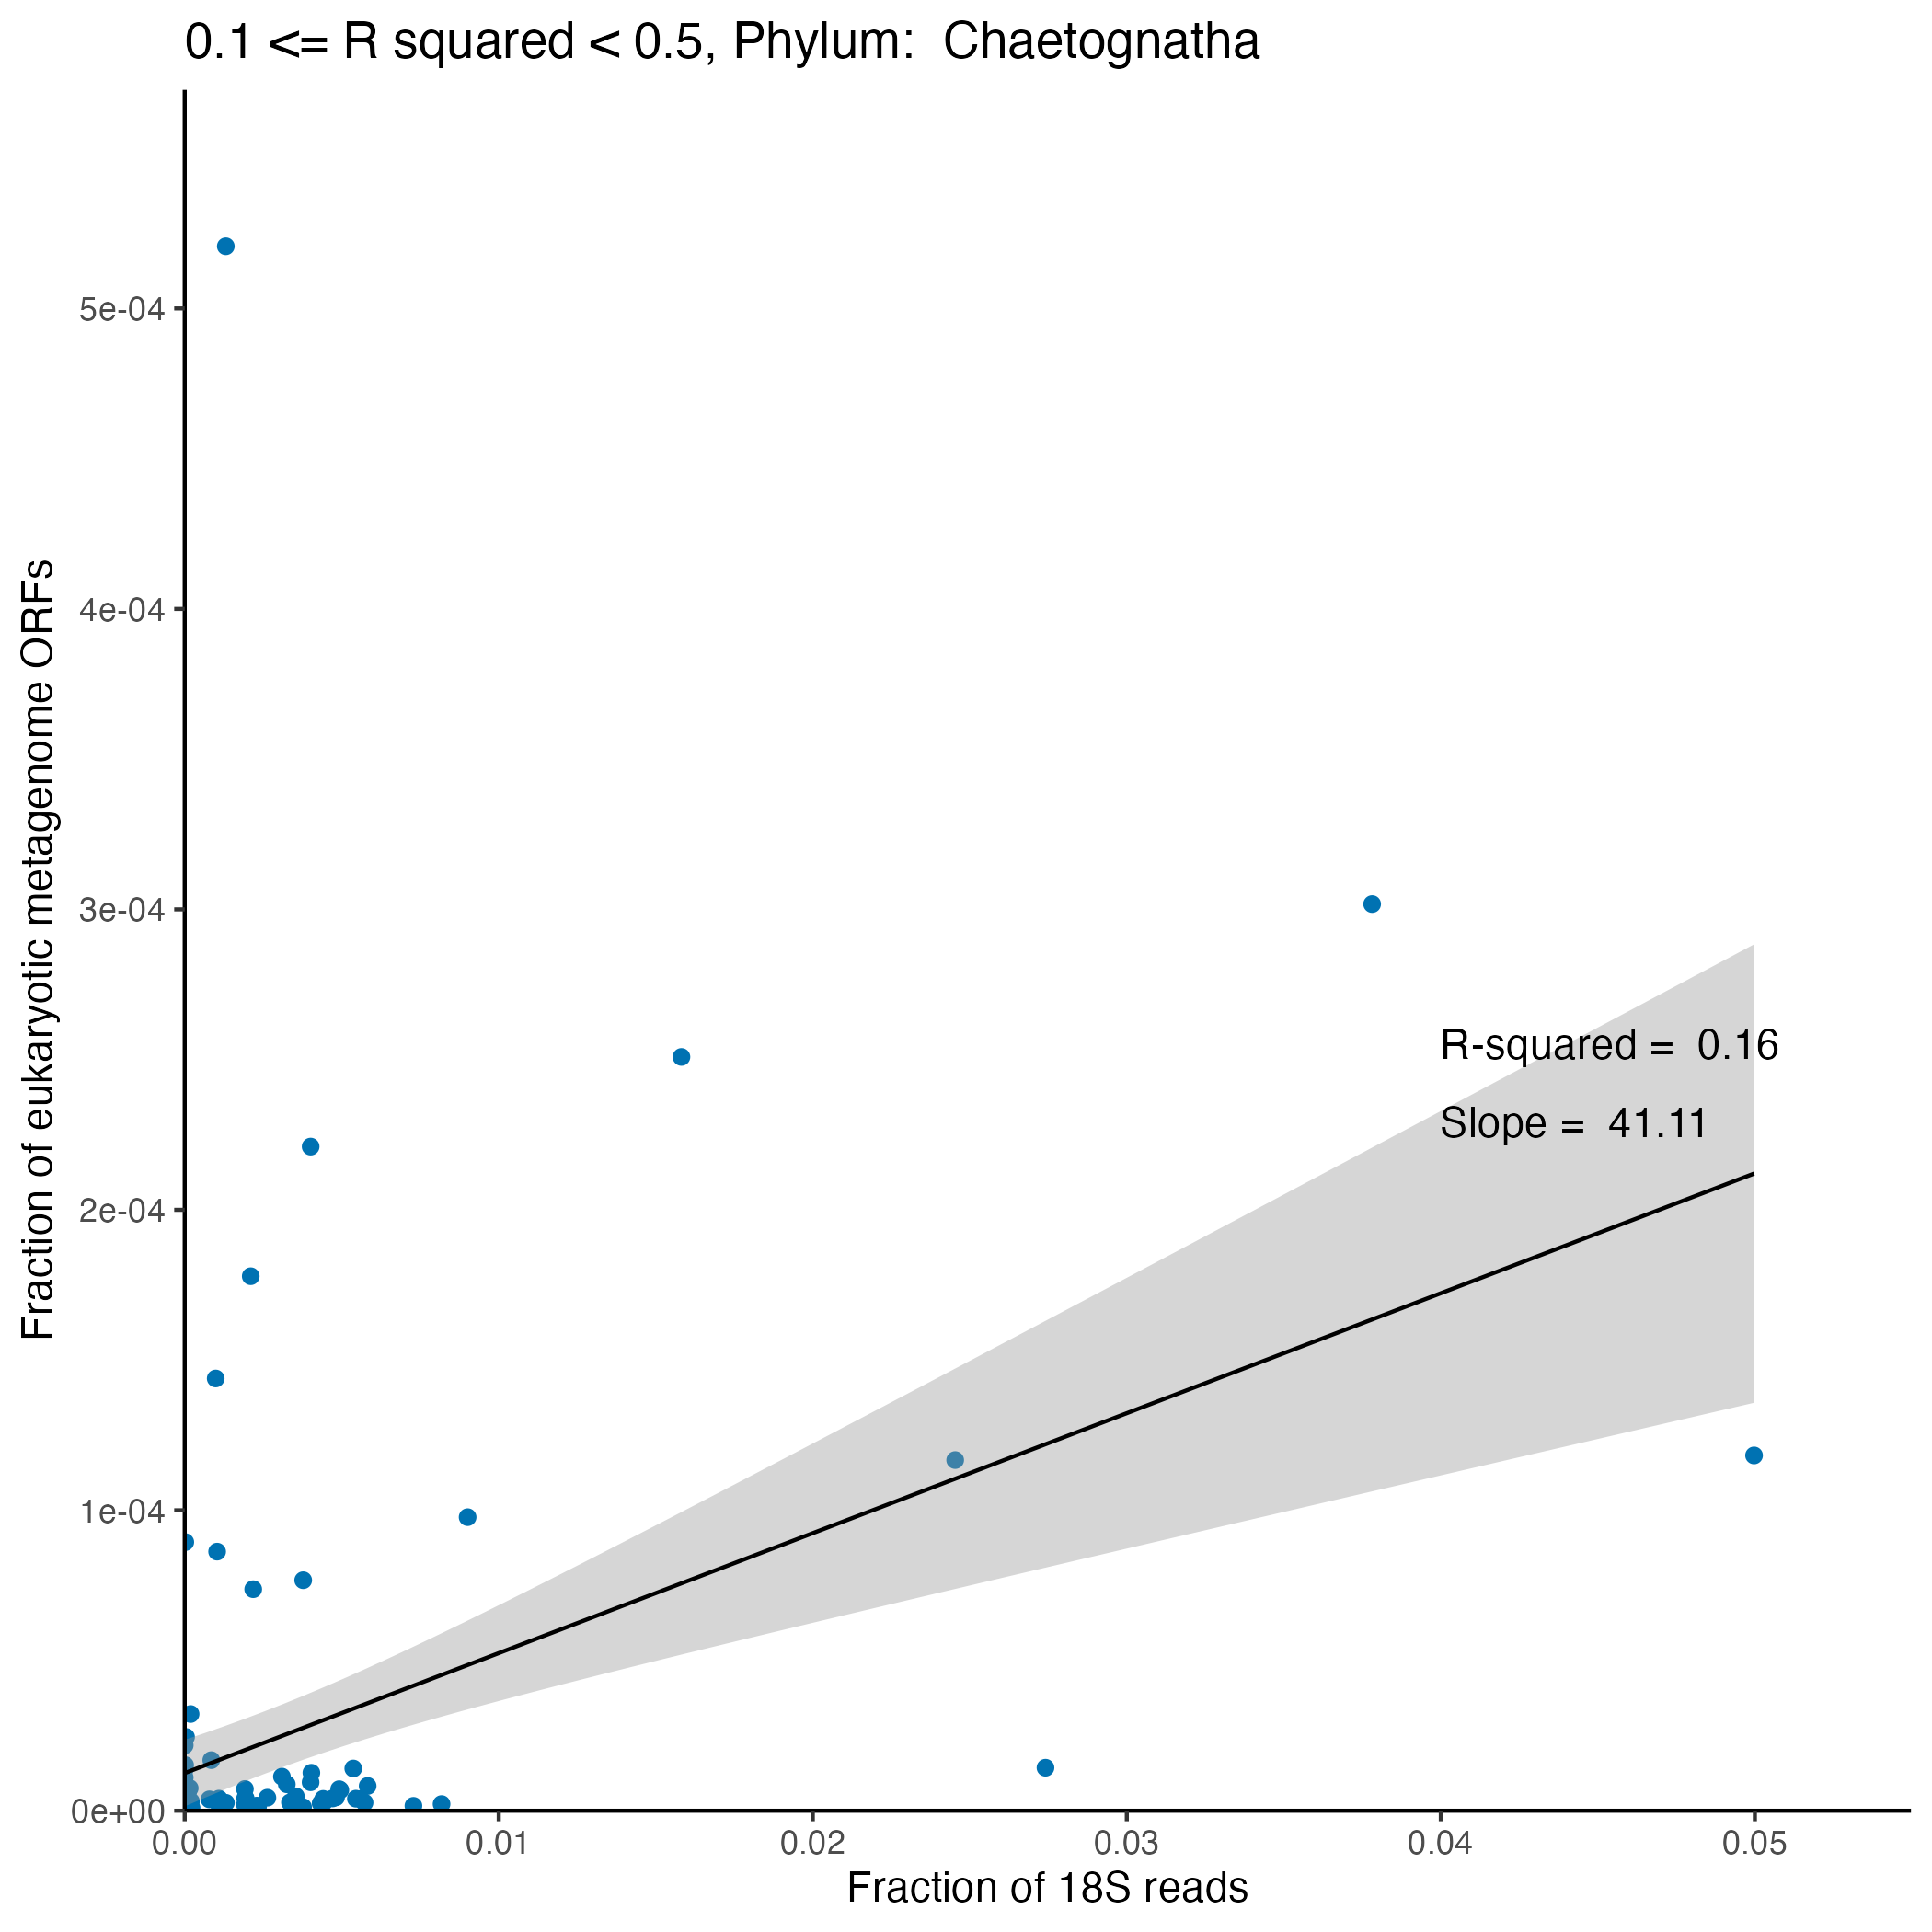 0.1 <= R squared < 0.5, Phylum:  Chaetognatha
Fraction of eukaryotic metagenome ORFs
5e-04
4e-04
3e-04
2e-04
1e-04
0e+00
R-squared =  0.16
Slope =  41.11
0.00 0.01 0.02 0.03 0.04 0.05
Fraction of 18S reads